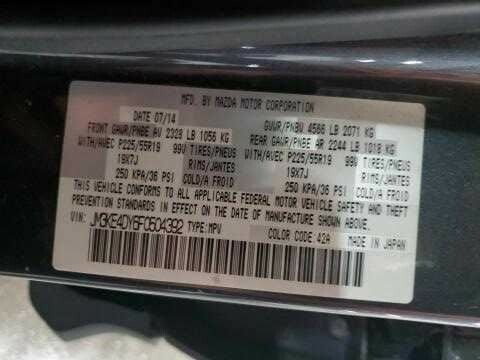 MFD. BY MAZDA MOTOR CORPORATION
DATE 07/14 GVWR/PNBV 4566 LB 2071 KG
FRONT GAWR/PNBE AV 2328 LB 1056 KG REAR GAWR/PNBE AR 2244 LB 1018 KG
WITH/AVEC P225/55R19 99V TIRES/PNEUS WITH/AVEC P225/55R19 99V TIRES/PNEUS
19X7J RIMS/JANTES 19X7J RIMS/JANTES
250 KPA/36 PSI COLD/A FROID 250 KPA/36 PSI COLD/A FROID
THIS VEHICLE CONFORMS TO ALL APPLICABLE FEDERAL MOTOR VEHICLE SAFETY AND THEFT
PREVENTION STANDARDS IN EFFECT ON THE DATE OF MANUFACTURE SHOWN ABOVE.
VIN: JM3KE4DY6FC504392 TYPE: MPV COLOR CODE: 42A MADE IN JAPAN